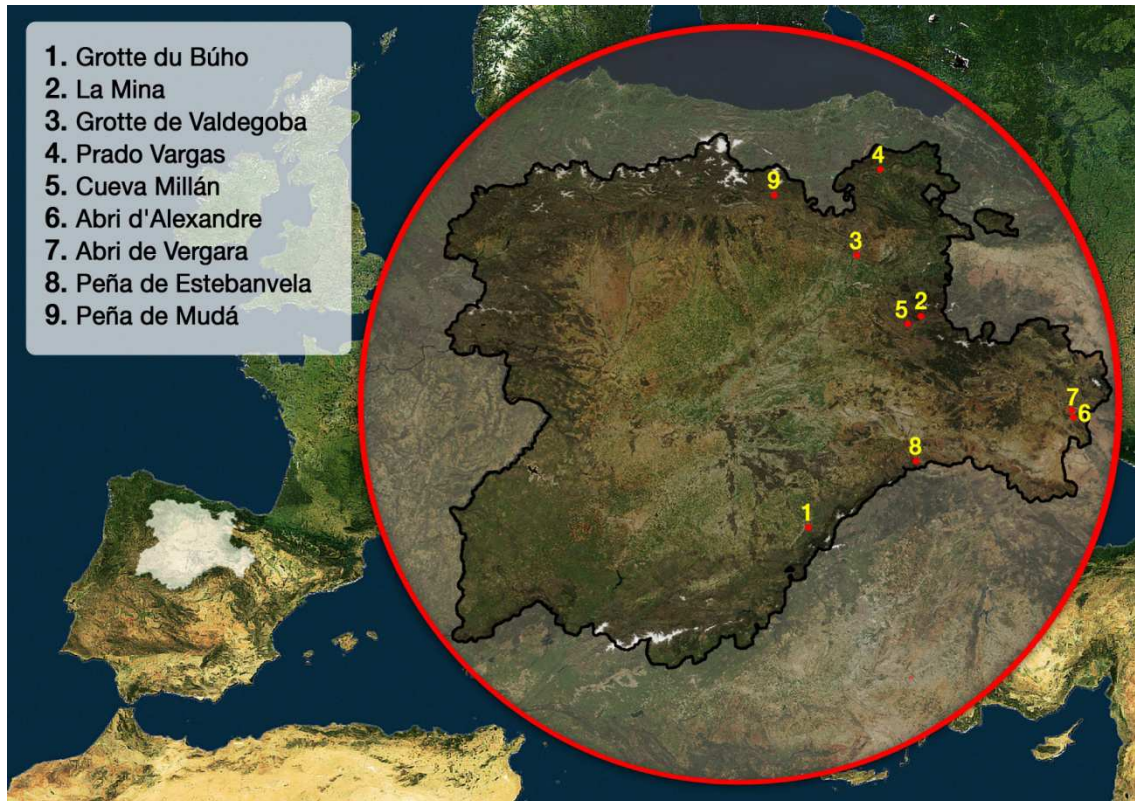 1. Grotte du Búho
2. La Mina
3. Grotte de Valdegoba
4. Prado Vargas
5. Cueva Millán
6. Abri d'Alexandre
7. Abri de Vergara
8. Peña de Estebanvela
9. Peña de Mudá
4
9
3
2
5
7
6
8
1